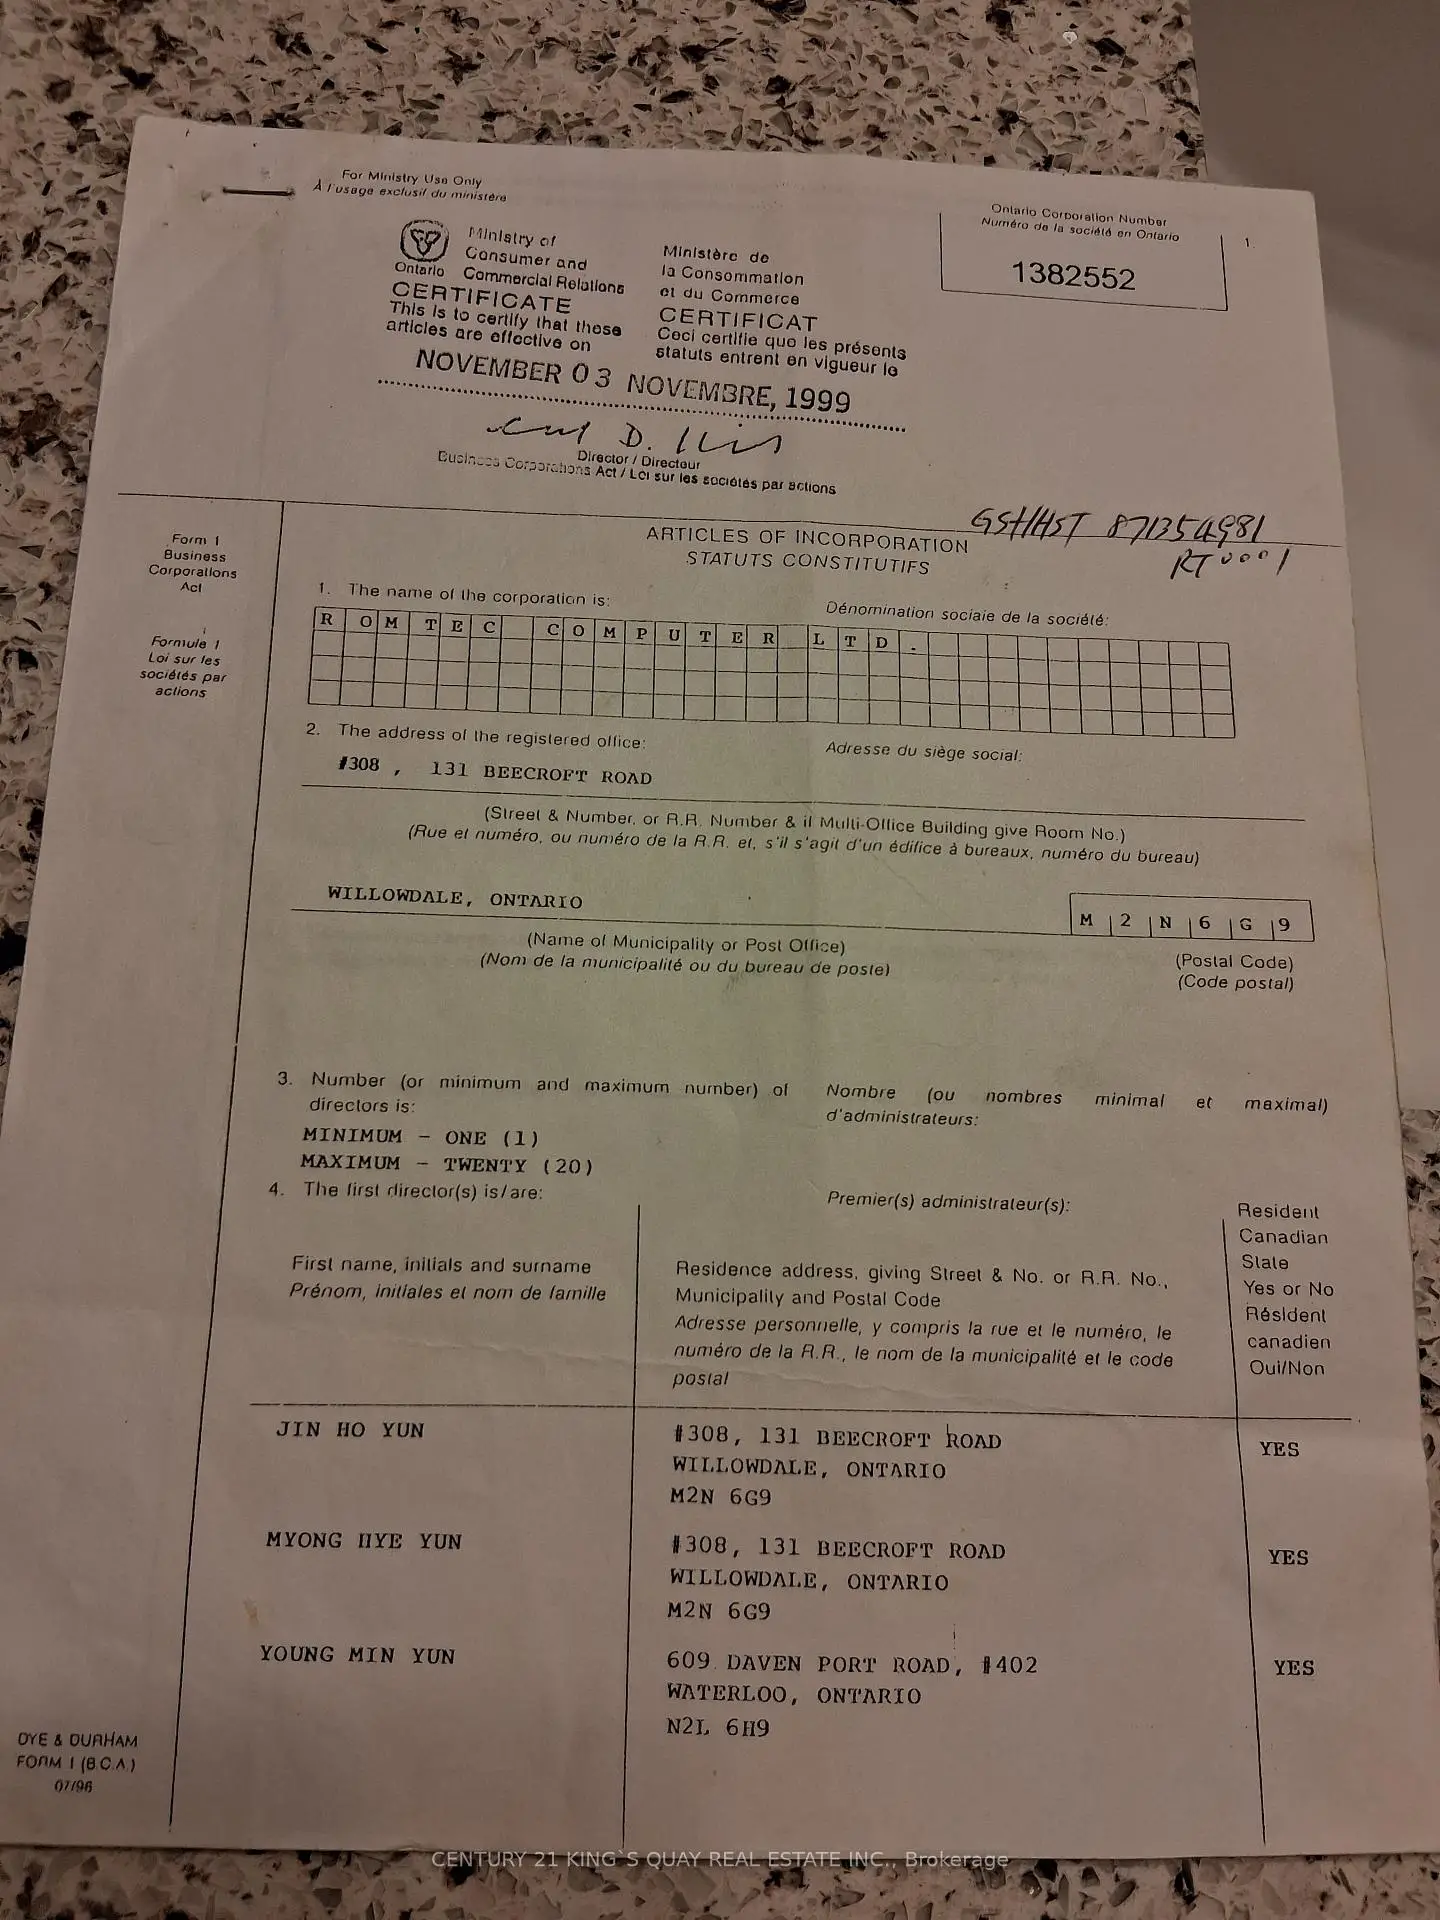 For Ministry Use Only
À l'usage exclusif du ministère
Ontario Corporation Number
Numéro de la société en Ontario
1.
1382552
Ontario
Ministry of
Consumer and
Commercial Relations
CERTIFICATE
This is to certify that these
articles are effective on
Ministère de
la Consommation
et du Commerce
CERTIFICAT
Ceci certifie que les présents
statuts entrent en vigueur le
NOVEMBER 03 NOVEMBRE, 1999
Director / Directeur
Business Corporations Act / Loi sur les sociétés par actions
GST/HST 871354981
RT0001
Form 1
Business
Corporations
Act
Formule 1
Loi sur les
sociétés par
actions
ARTICLES OF INCORPORATION
STATUTS CONSTITUTIFS
1. The name of the corporation is: Dénomination sociale de la société:
ROMTEC COMPUTER LTD.
2. The address of the registered office: Adresse du siège social:
#308 , 131 BEECROFT ROAD
(Street & Number, or R.R. Number & if Multi-Office Building give Room No.)
(Rue et numéro, ou numéro de la R.R. et, s'il s'agit d'un édifice à bureaux, numéro du bureau)
WILLOWDALE, ONTARIO M 2 N 6 G 9
(Name of Municipality or Post Office) (Postal Code)
(Nom de la municipalité ou du bureau de poste) (Code postal)
3. Number (or minimum and maximum number) of
directors is:
Nombre (ou nombres minimal et maximal)
d'administrateurs:
MINIMUM - ONE (1)
MAXIMUM - TWENTY (20)
4. The first director(s) is/are: Premier(s) administrateur(s):
First name, initials and surname
Prénom, initiales et nom de famille
Residence address, giving Street & No. or R.R. No.,
Municipality and Postal Code
Adresse personnelle, y compris la rue et le numéro, le
numéro de la R.R., le nom de la municipalité et le code
postal
Resident
Canadian
State
Yes or No
Résident
canadien
Oui/Non
JIN HO YUN #308, 131 BEECROFT ROAD YES
WILLOWDALE, ONTARIO
M2N 6G9
MYONG HYE YUN #308, 131 BEECROFT ROAD YES
WILLOWDALE, ONTARIO
M2N 6G9
YOUNG MIN YUN 609 DAVEN PORT ROAD, #402 YES
WATERLOO, ONTARIO
N2L 6H9
DYE & DURHAM
FORM 1 (B.C.A.)
07/96
CENTURY 21 KING`S QUAY REAL ESTATE INC., Brokerage